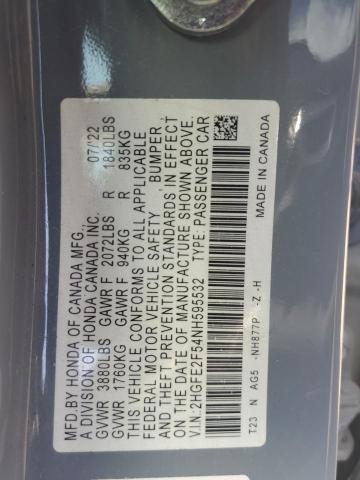 MFD.BY HONDA OF CANADA MFG., 07/'22
A DIVISION OF HONDA CANADA INC.
GVWR 3880LBS GAWR F 2072LBS R 1840LBS
GVWR 1760KG GAWR F 940KG R 835KG
THIS VEHICLE CONFORMS TO ALL APPLICABLE
FEDERAL MOTOR VEHICLE SAFETY, BUMPER,
AND THEFT PREVENTION STANDARDS IN EFFECT
ON THE DATE OF MANUFACTURE SHOWN ABOVE.
V.I.N:2HGFE2F54NH595532 TYPE: PASSENGER CAR
T23 N AG5 -NH877P -Z -H MADE IN CANADA